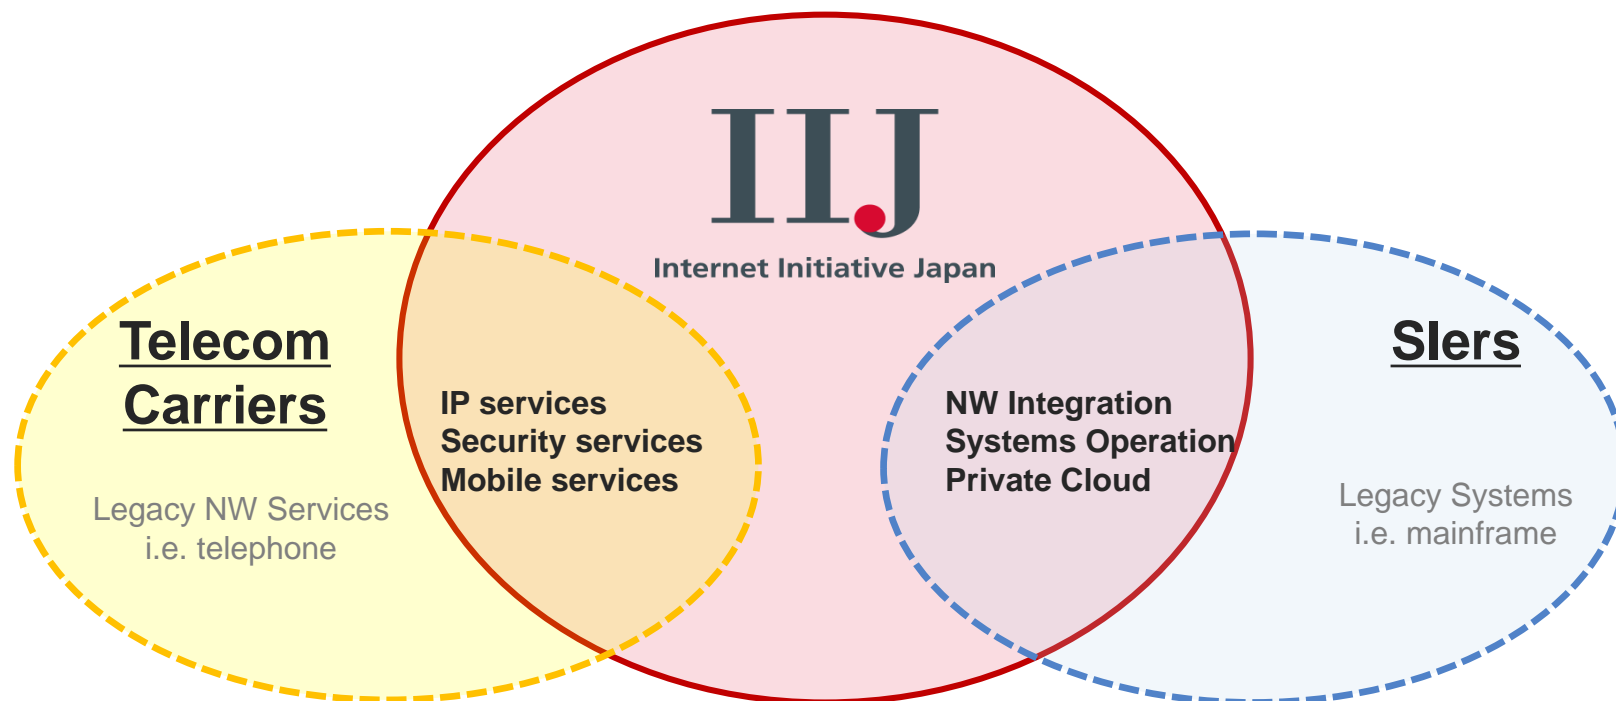 IIJ
Internet Initiative Japan
Telecom
Carriers
Legacy NW Services
i.e. telephone
IP services
Security services
Mobile services
NW Integration
Systems Operation
Private Cloud
SIers
Legacy Systems
i.e. mainframe